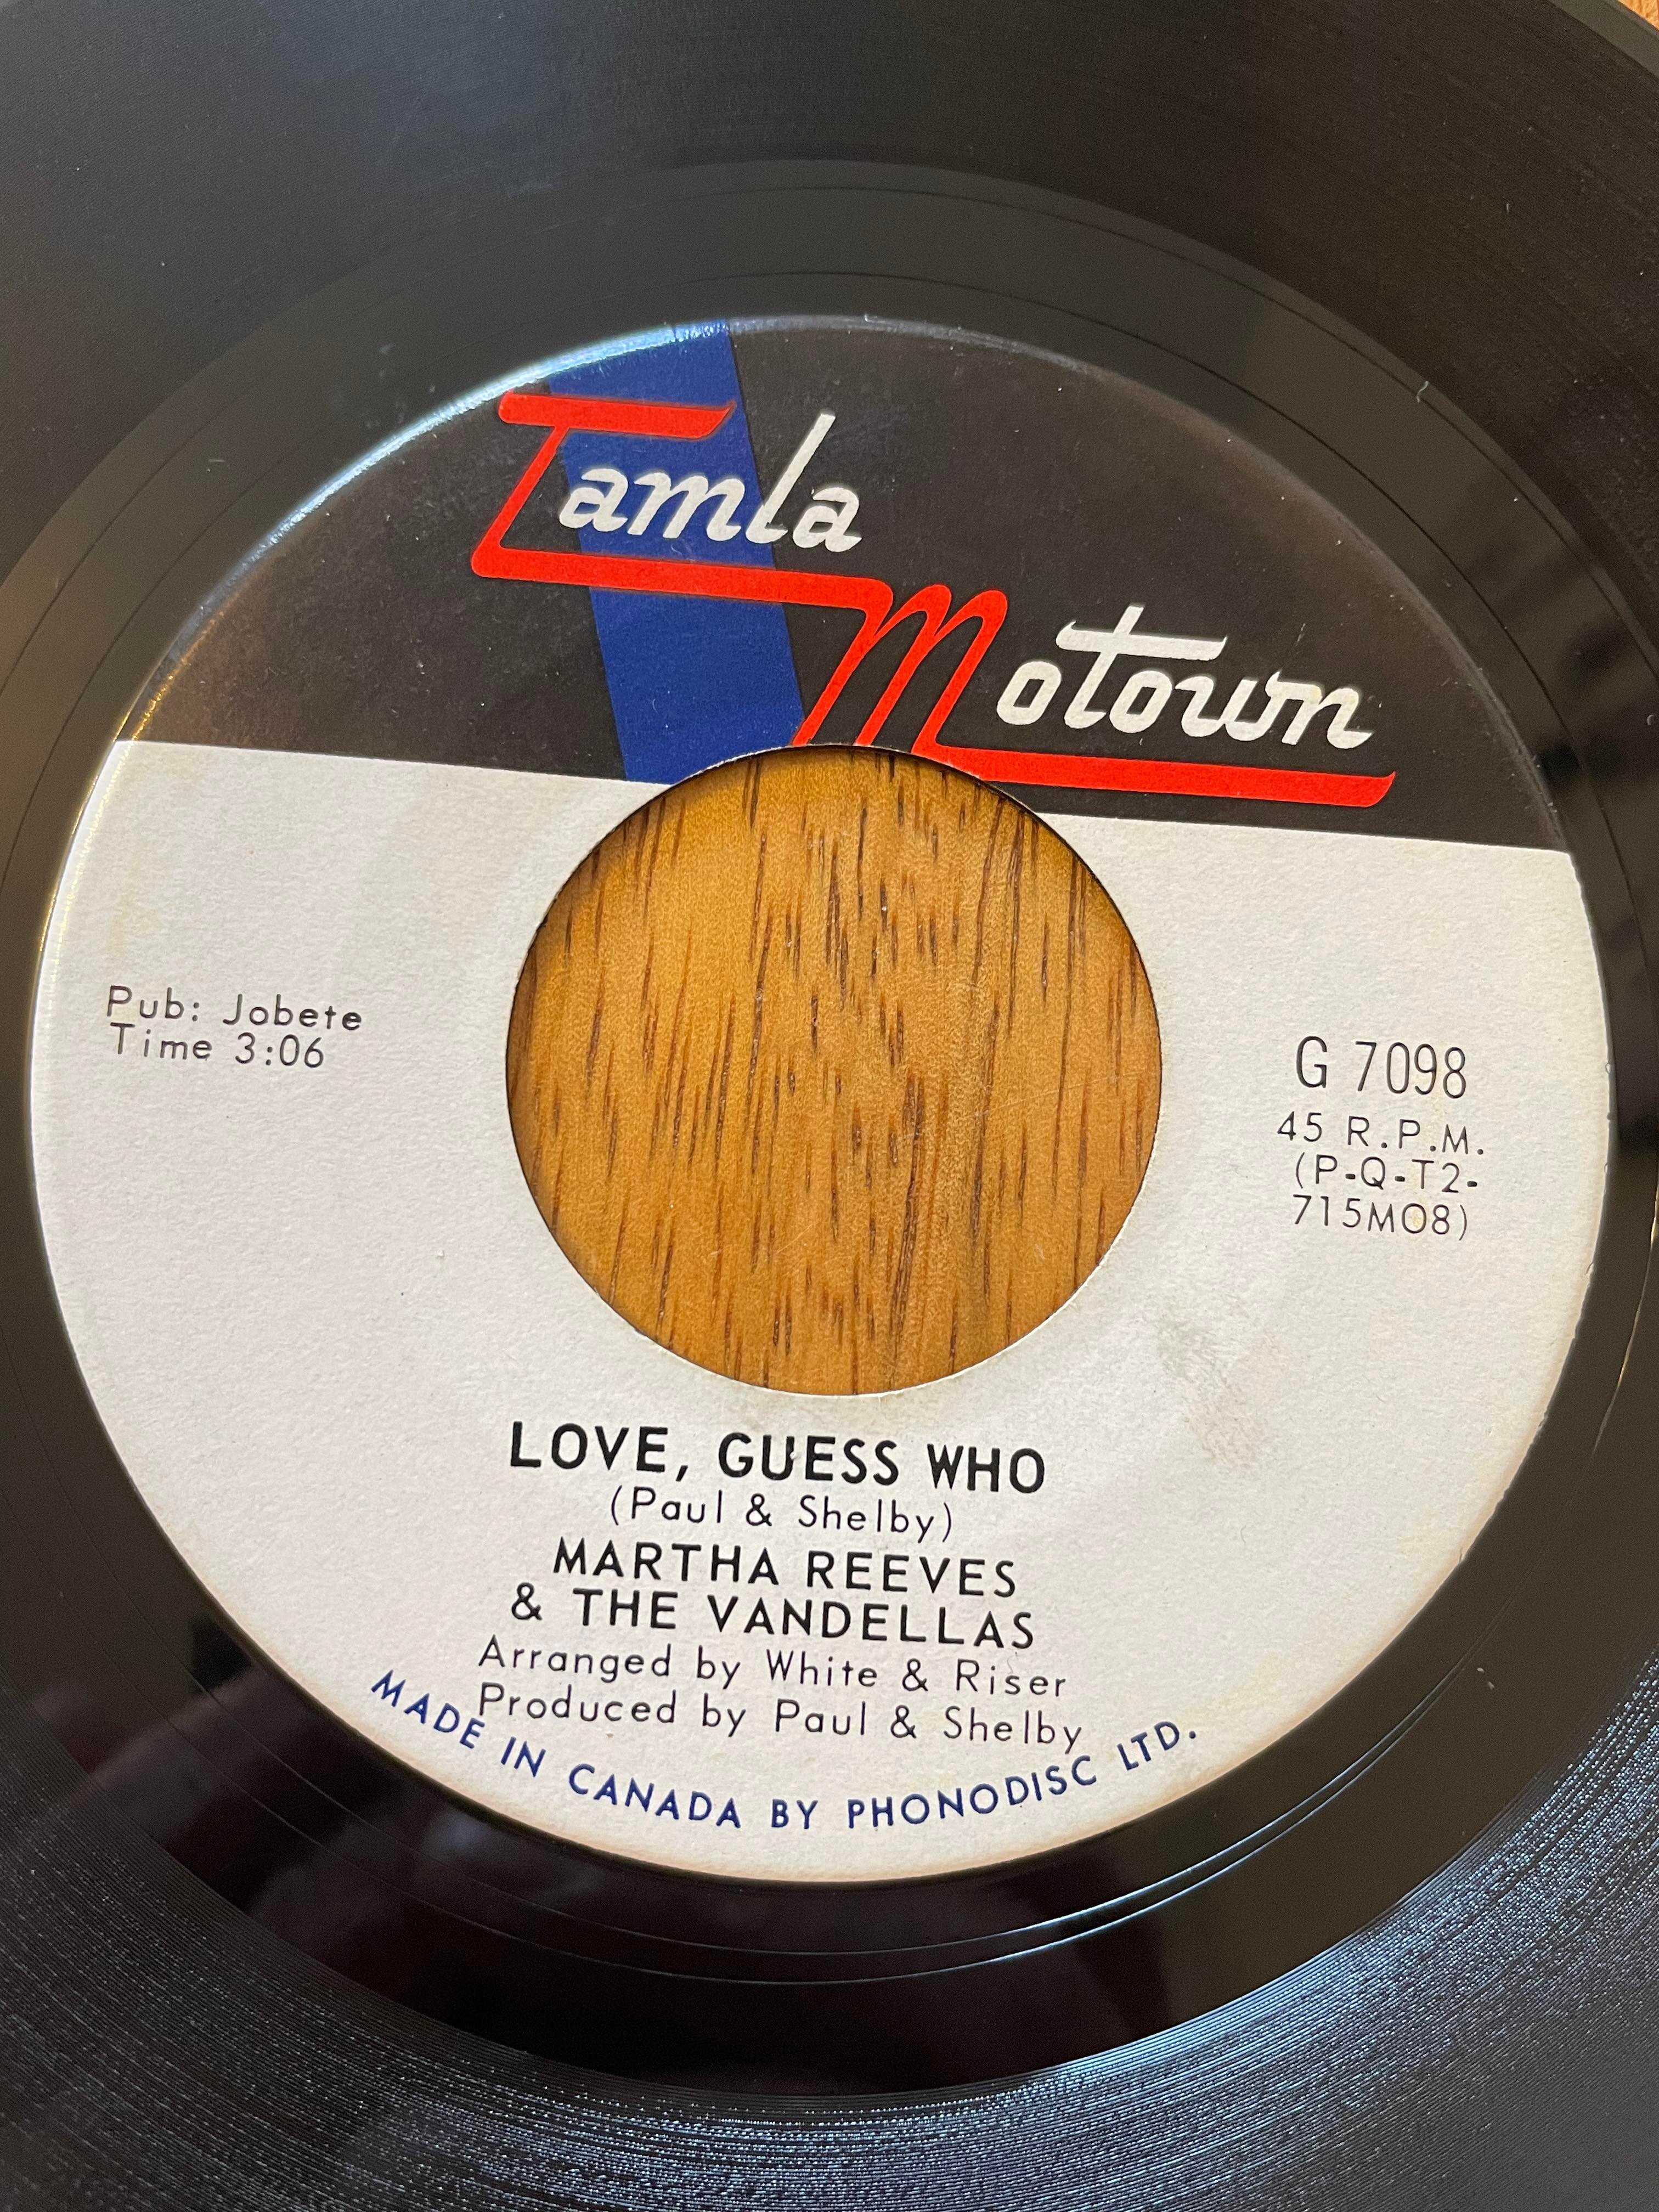 Tamla
Motown
Pub: Jobete
Time 3:06
G 7098
45 R.P.M.
(P-Q-T2-
715MO8)
LOVE, GUESS WHO
(Paul & Shelby)
MARTHA REEVES
& THE VANDELLAS
Arranged by White & Riser
Produced by Paul & Shelby
MADE IN CANADA BY PHONODISC LTD.